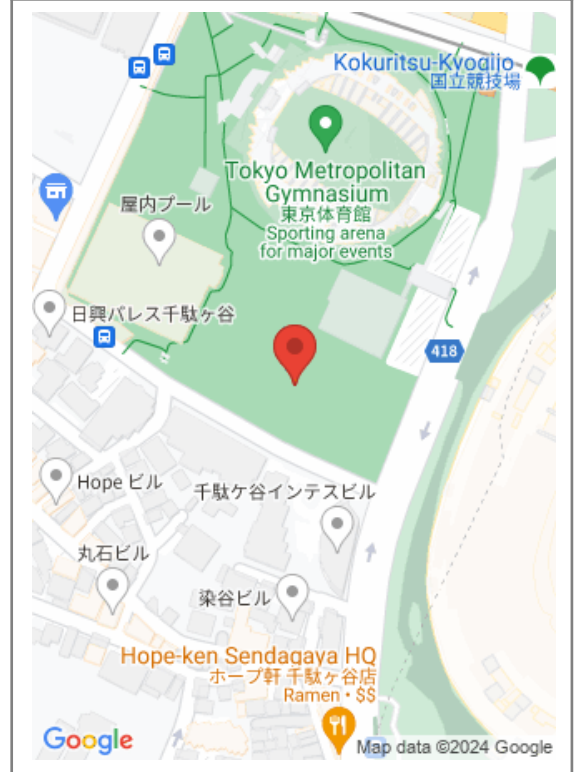 Kokuritsu-Kyogijo
国立競技場
Tokyo Metropolitan
Gymnasium
東京体育館
Sporting arena
for major events
屋内プール
日興パレス千駄ヶ谷
418
Hope ビル
千駄ケ谷インテスビル
丸石ビル
染谷ビル
Hope-ken Sendagaya HQ
ホープ軒 千駄ヶ谷店
Ramen • $$
Google
Map data ©2024 Google